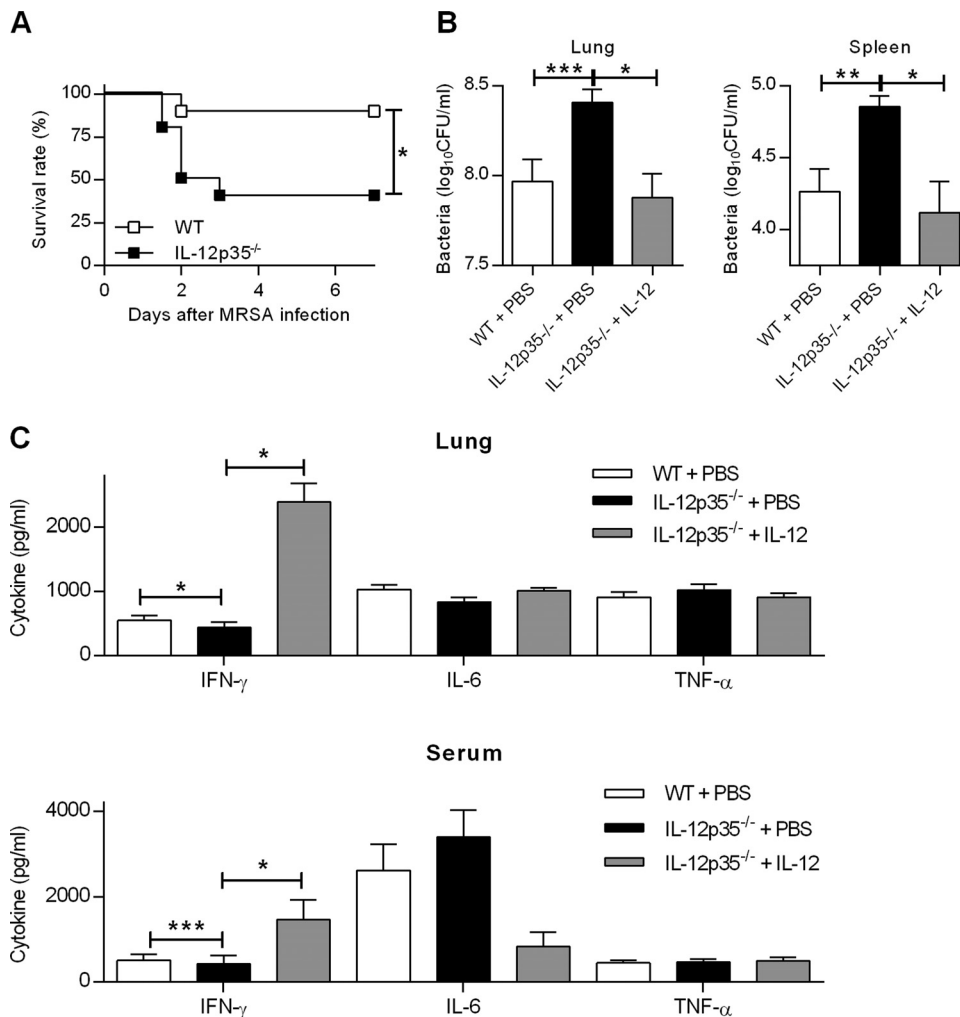 A
Survival rate (%)
100
75
50
25
0
WT
IL-12p35-/-
*
0 2 4 6
Days after MRSA infection
B
Lung
*** *
Bacteria (log10CFU/ml)
8.5
8.0
7.5
WT + PBS
IL-12p35-/- + PBS
IL-12p35-/- + IL-12
Spleen
** *
Bacteria (log10CFU/ml)
5.0
4.5
4.0
WT + PBS
IL-12p35-/- + PBS
IL-12p35-/- + IL-12
C
Lung
Cytokine (pg/ml)
2000
1000
0
*
*
WT + PBS
IL-12p35-/- + PBS
IL-12p35-/- + IL-12
IFN-γ IL-6 TNF-α
Serum
Cytokine (pg/ml)
4000
2000
0
*
***
WT + PBS
IL-12p35-/- + PBS
IL-12p35-/- + IL-12
IFN-γ IL-6 TNF-α